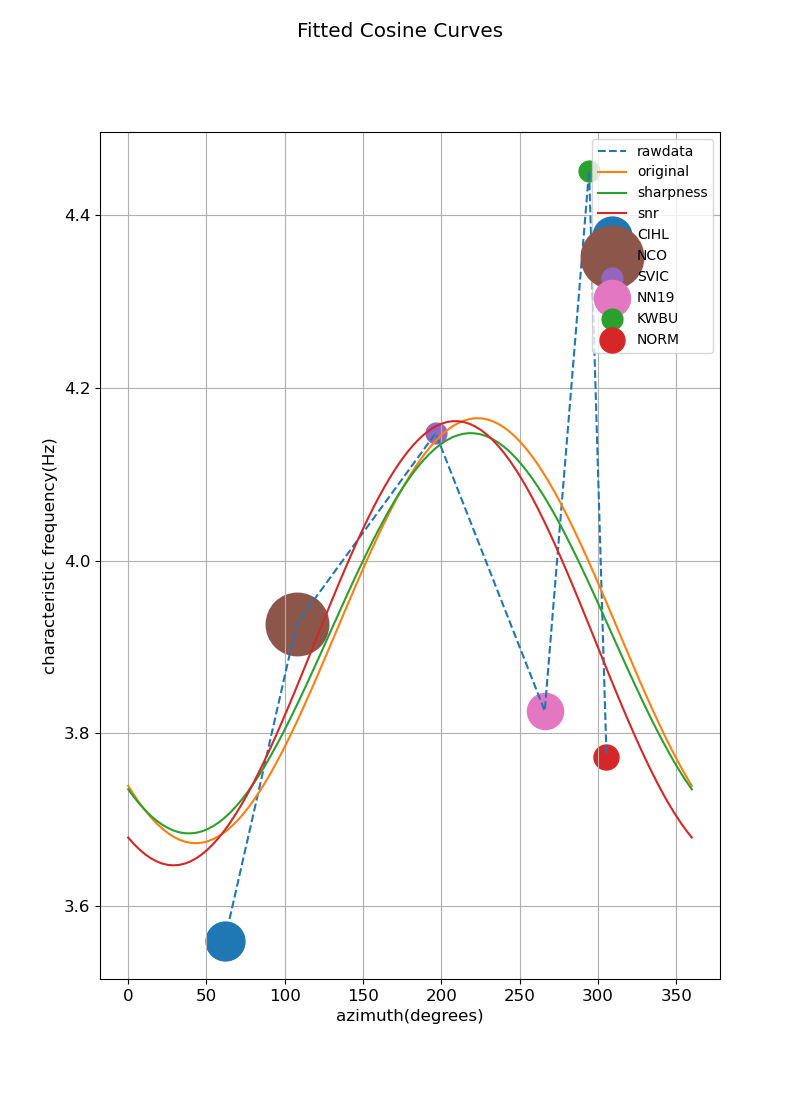 Fitted Cosine Curves
characteristic frequency(Hz)
4.4
4.2
4.0
3.8
3.6
rawdata
original
sharpness
snr
CIHL
NCO
SVIC
NN19
KWBU
NORM
0 50 100 150 200 250 300 350
azimuth(degrees)